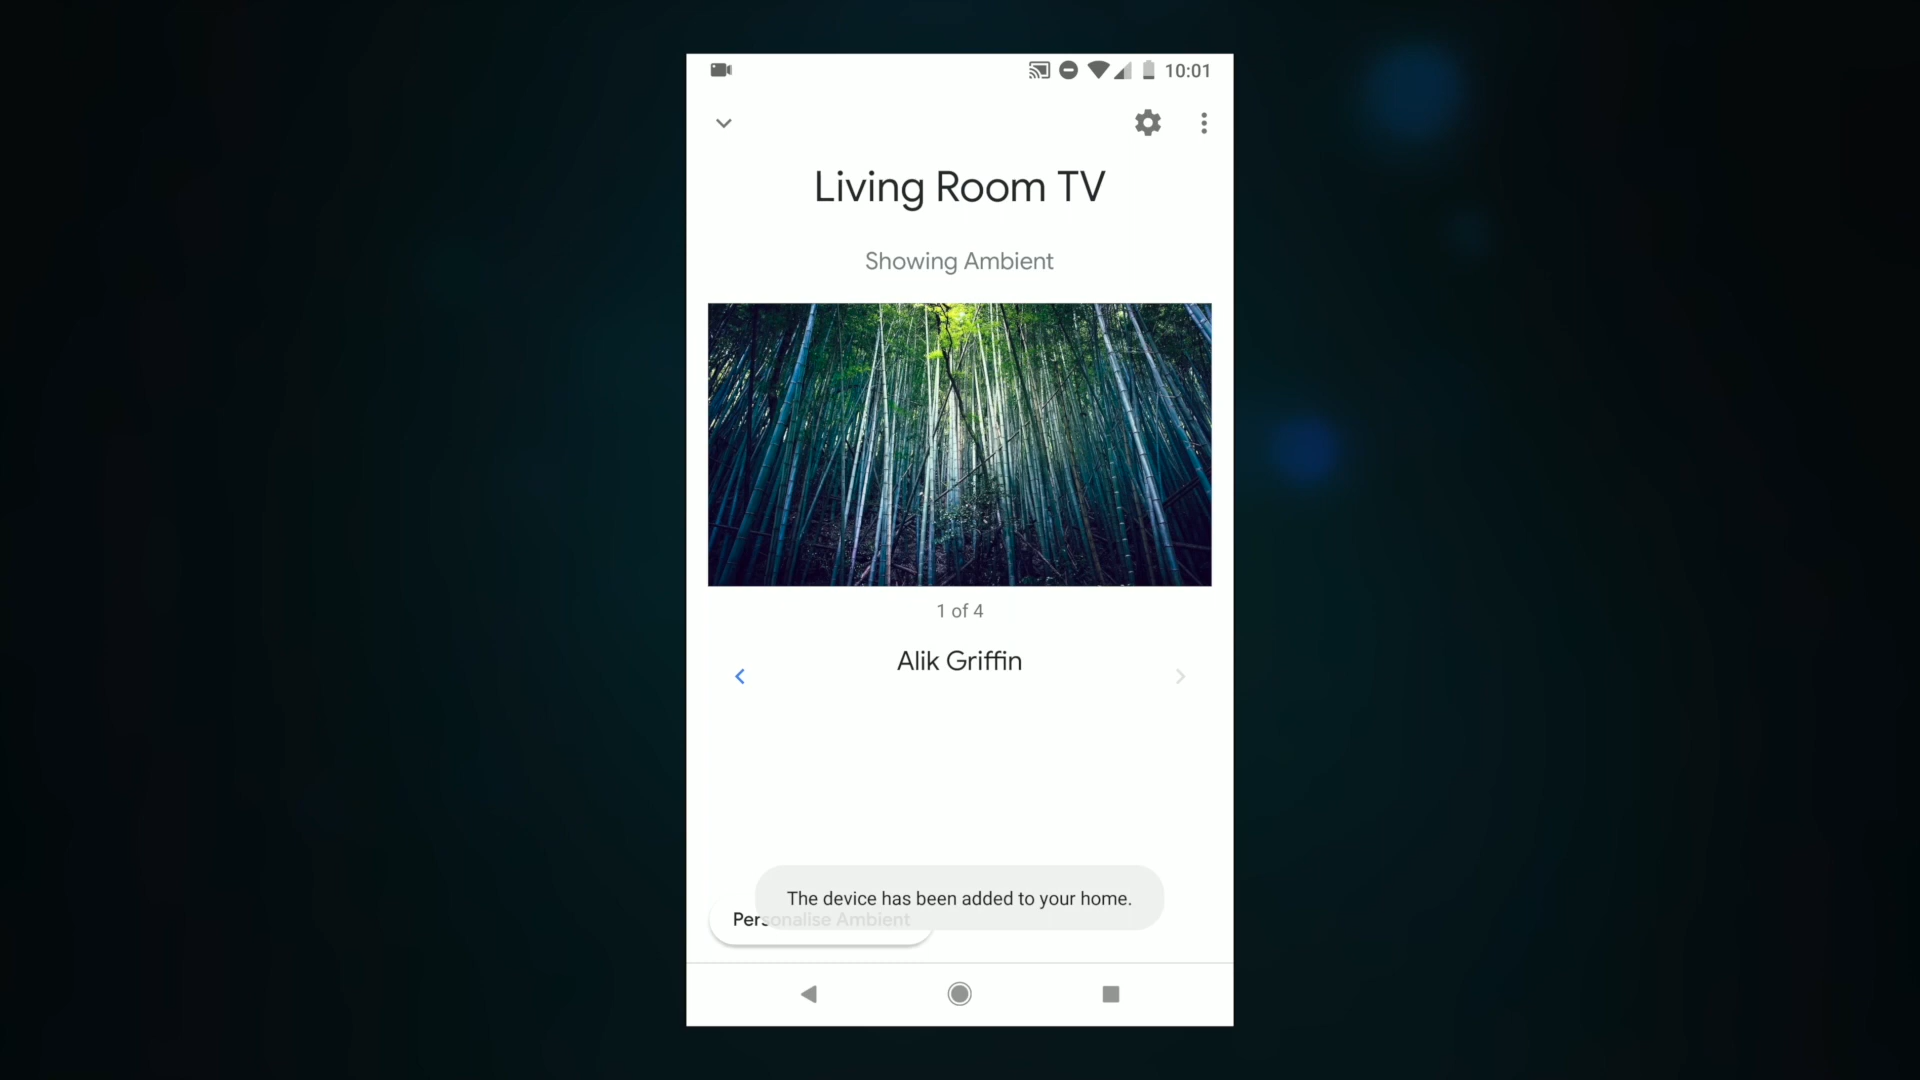 10:01
Living Room TV
Showing Ambient
1 of 4
Alik Griffin
The device has been added to your home.
Personalise Ambient